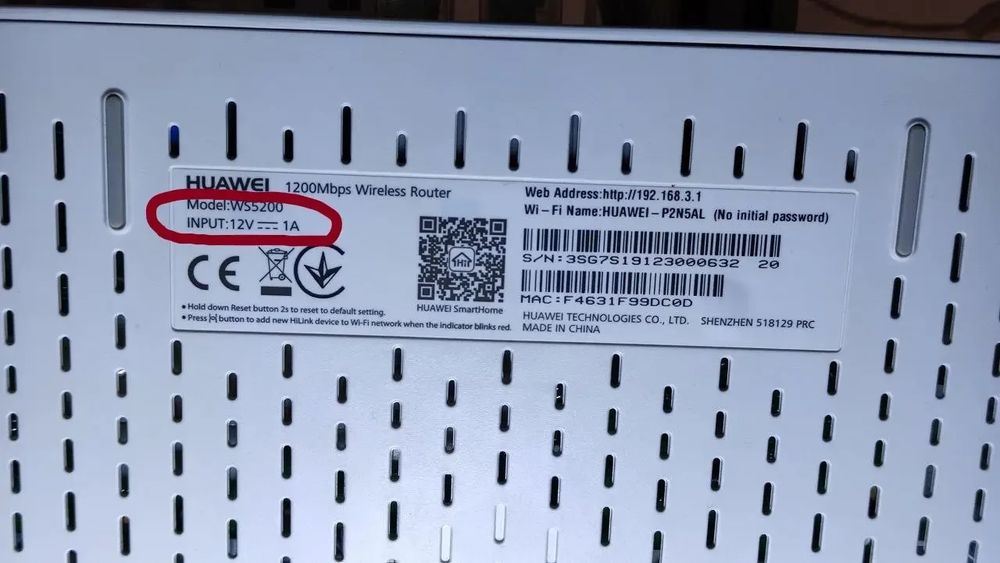 HUAWEI 1200Mbps Wireless Router
Model:WS5200
INPUT:12V ⎓ 1A
CE
• Hold down Reset button 2s to reset to default setting.
• Press button to add new HiLink device to Wi-Fi network when the indicator blinks red.
Hi
HUAWEI SmartHome
Web Address:http://192.168.3.1
Wi-Fi Name:HUAWEI-P2N5AL (No initial password)
S/N:3SG7S19123000632 20
MAC:F4631F99DC0D
HUAWEI TECHNOLOGIES CO., LTD. SHENZHEN 518129 PRC
MADE IN CHINA